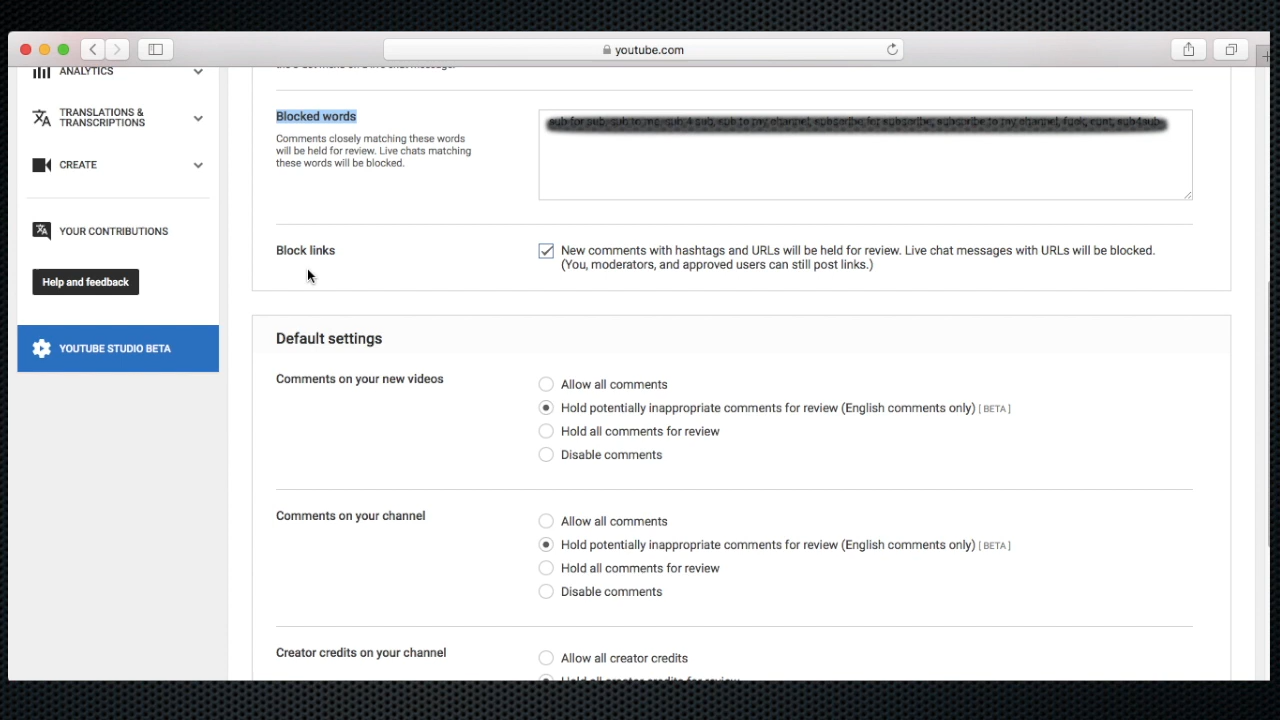 youtube.com
ANALYTICS
TRANSLATIONS &
TRANSCRIPTIONS
CREATE
YOUR CONTRIBUTIONS
Help and feedback
YOUTUBE STUDIO BETA
Blocked words
Comments closely matching these words
will be held for review. Live chats matching
these words will be blocked.
Block links
New comments with hashtags and URLs will be held for review. Live chat messages with URLs will be blocked.
(You, moderators, and approved users can still post links.)
Default settings
Comments on your new videos
Allow all comments
Hold potentially inappropriate comments for review (English comments only) [ BETA ]
Hold all comments for review
Disable comments
Comments on your channel
Allow all comments
Hold potentially inappropriate comments for review (English comments only) [ BETA ]
Hold all comments for review
Disable comments
Creator credits on your channel
Allow all creator credits